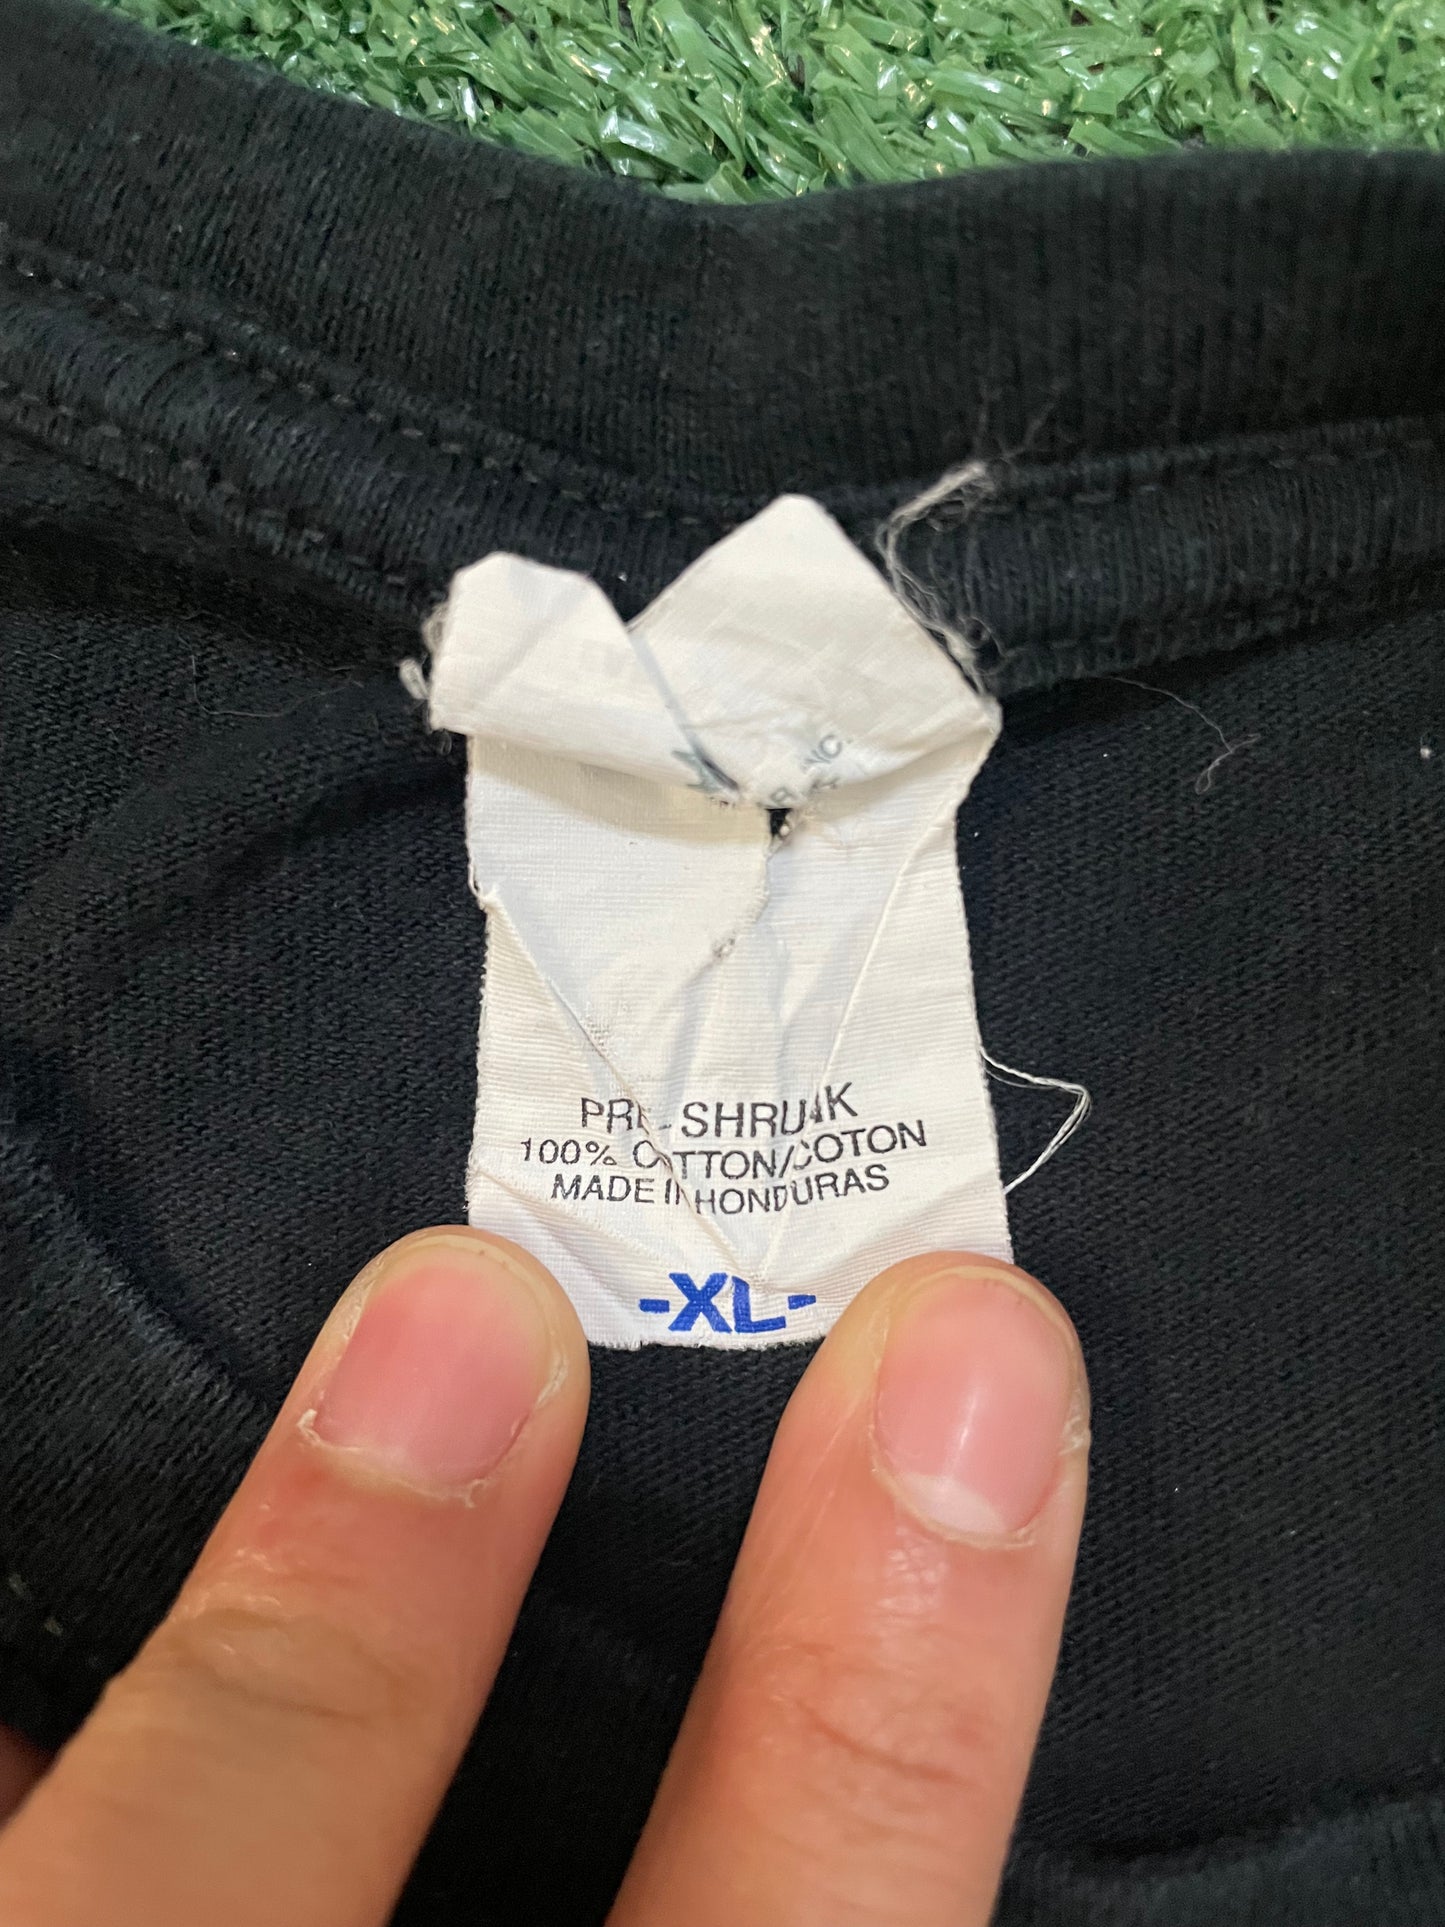 PRE-SHRUNK
100% COTTON/COTON
MADE IN HONDURAS
-XL-